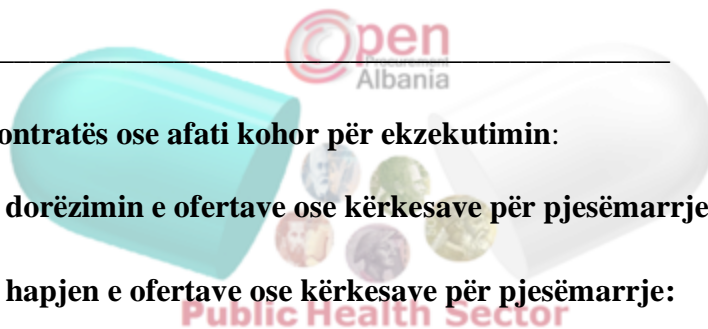 Open
Procurement
Albania
ontratës ose afati kohor për ekzekutimin:
dorëzimin e ofertave ose kërkesave për pjesëmarrje
hapjen e ofertave ose kërkesave për pjesëmarrje:
Public Health Sector